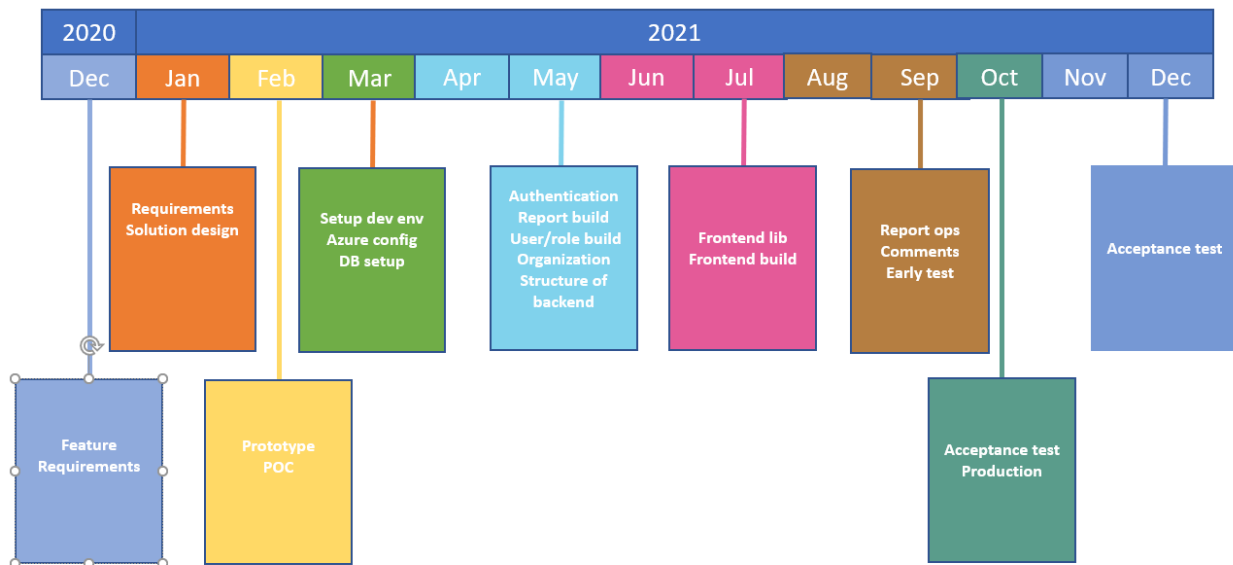 2020
2021
Dec
Jan
Feb
Mar
Apr
May
Jun
Jul
Aug
Sep
Oct
Nov
Dec
Requirements
Solution design
Setup dev env
Azure config
DB setup
Authentication
Report build
User/role build
Organization
Structure of
backend
Frontend lib
Frontend build
Report ops
Comments
Early test
Acceptance test
Feature
Requirements
Prototype
POC
Acceptance test
Production